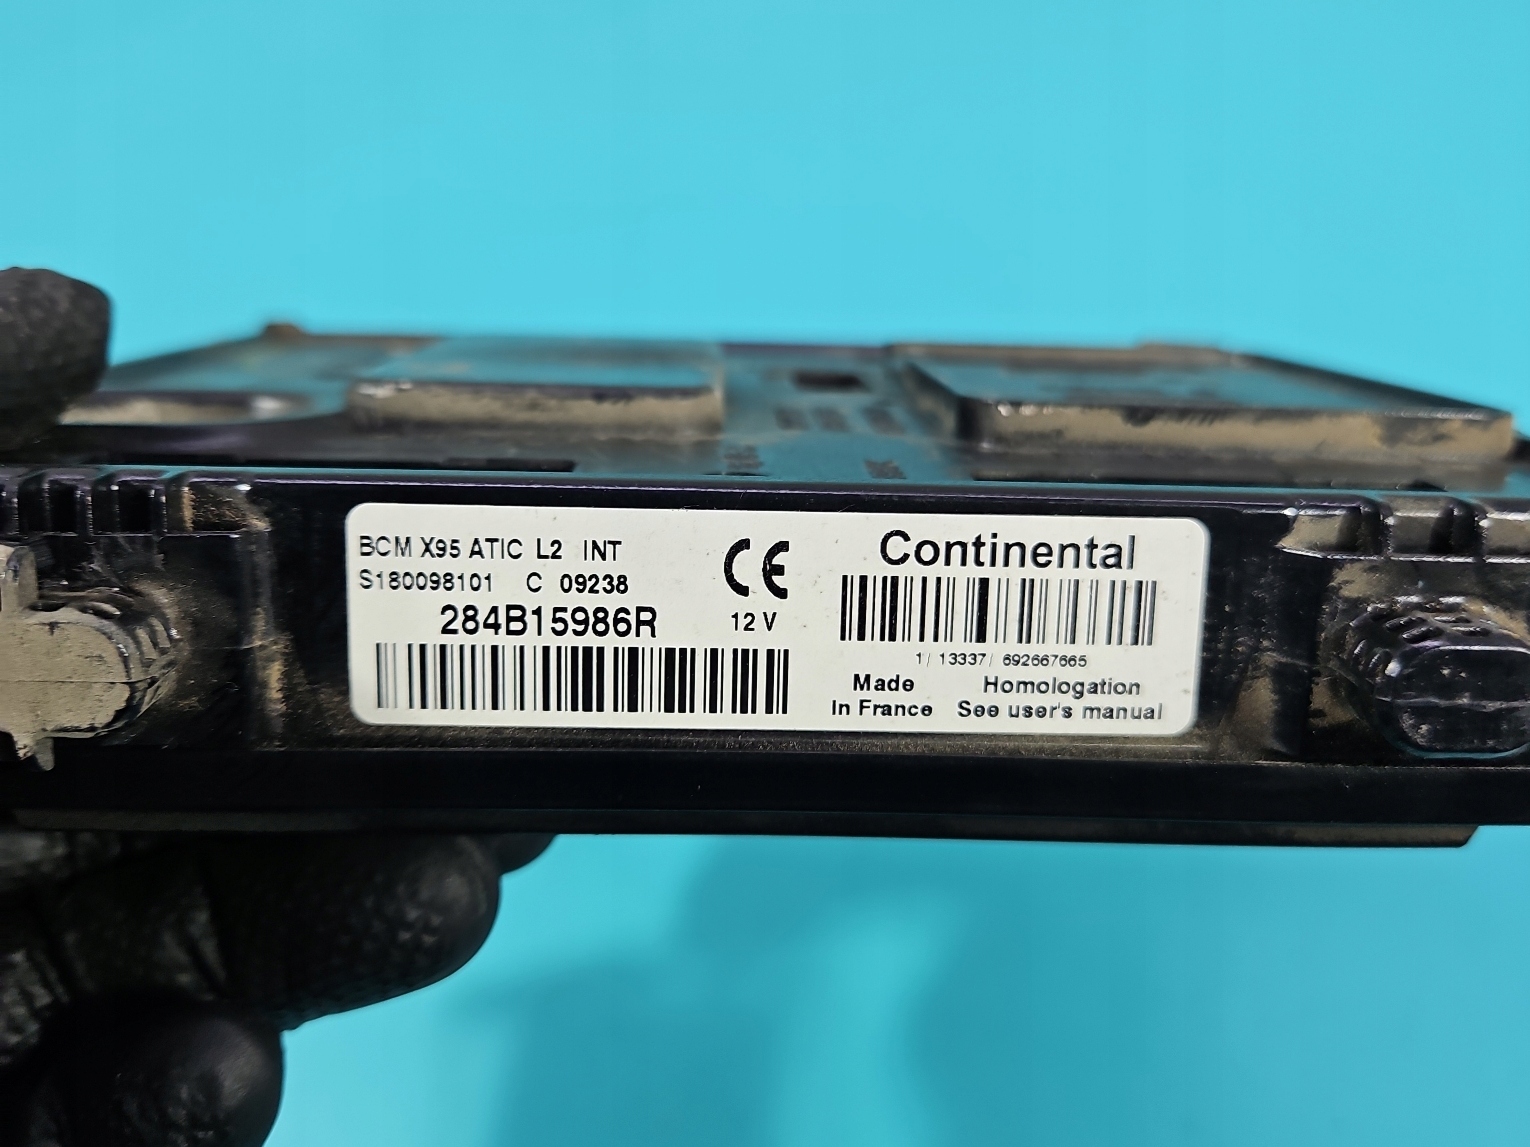 BCM X95 ATIC L2 INT
S180098101 C 09238
284B15986R
CE
12 V
Continental
1/ 13337/ 692667665
Made
In France
Homologation
See user's manual